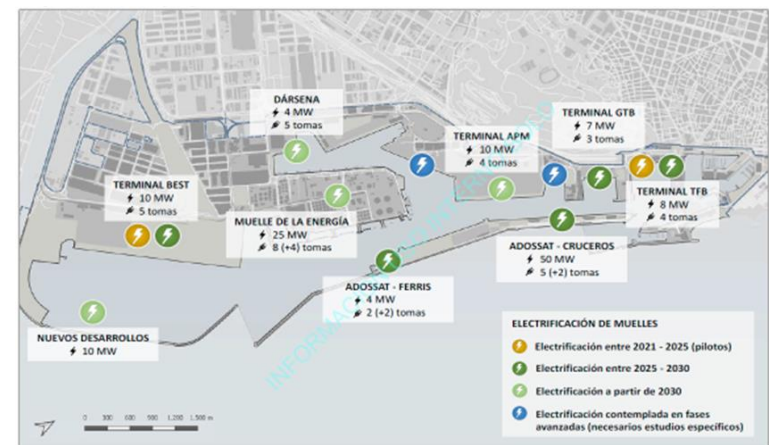 DÁRSENA
4 MW
5 tomas
TERMINAL GTB
7 MW
3 tomas
TERMINAL APM
10 MW
4 tomas
TERMINAL BEST
10 MW
5 tomas
TERMINAL TFB
8 MW
4 tomas
MUELLE DE LA ENERGÍA
25 MW
8 (+4) tomas
ADOSSAT - CRUCEROS
50 MW
5 (+2) tomas
ADOSSAT - FERRIS
4 MW
2 (+2) tomas
NUEVOS DESARROLLOS
10 MW
ELECTRIFICACIÓN DE MUELLES
Electrificación entre 2021 - 2025 (pilotos)
Electrificación entre 2025 - 2030
Electrificación a partir de 2030
Electrificación contemplada en fases
avanzadas (necesarios estudios específicos)
0 300 600 900 1.200 1.500 m